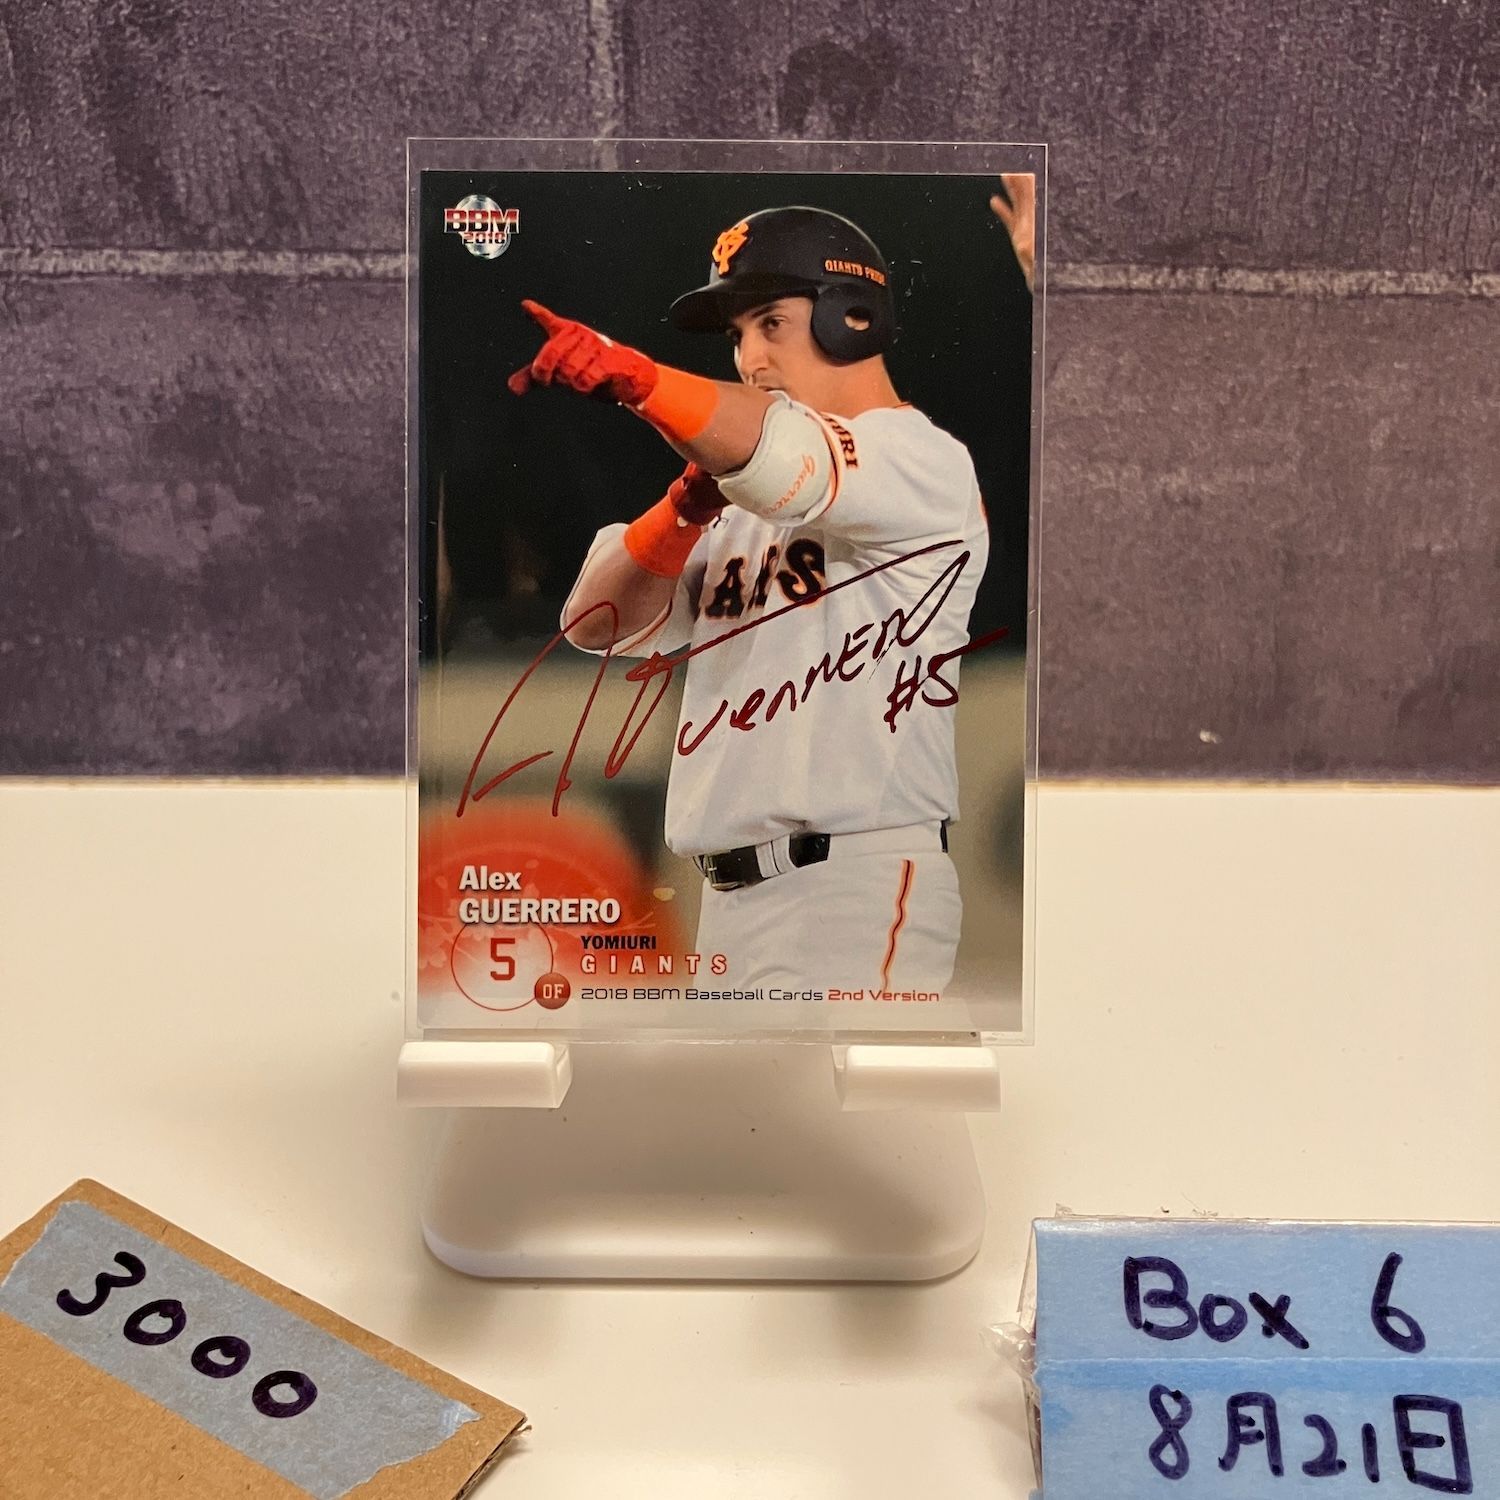 BBM
2018
GIANTS PRIDE
Guerrero
A. Guerrero
#5
Alex
GUERRERO
5
YOMIURI
GIANTS
OF
2018 BBM Baseball Cards 2nd Version
3000
Box 6
8月21日